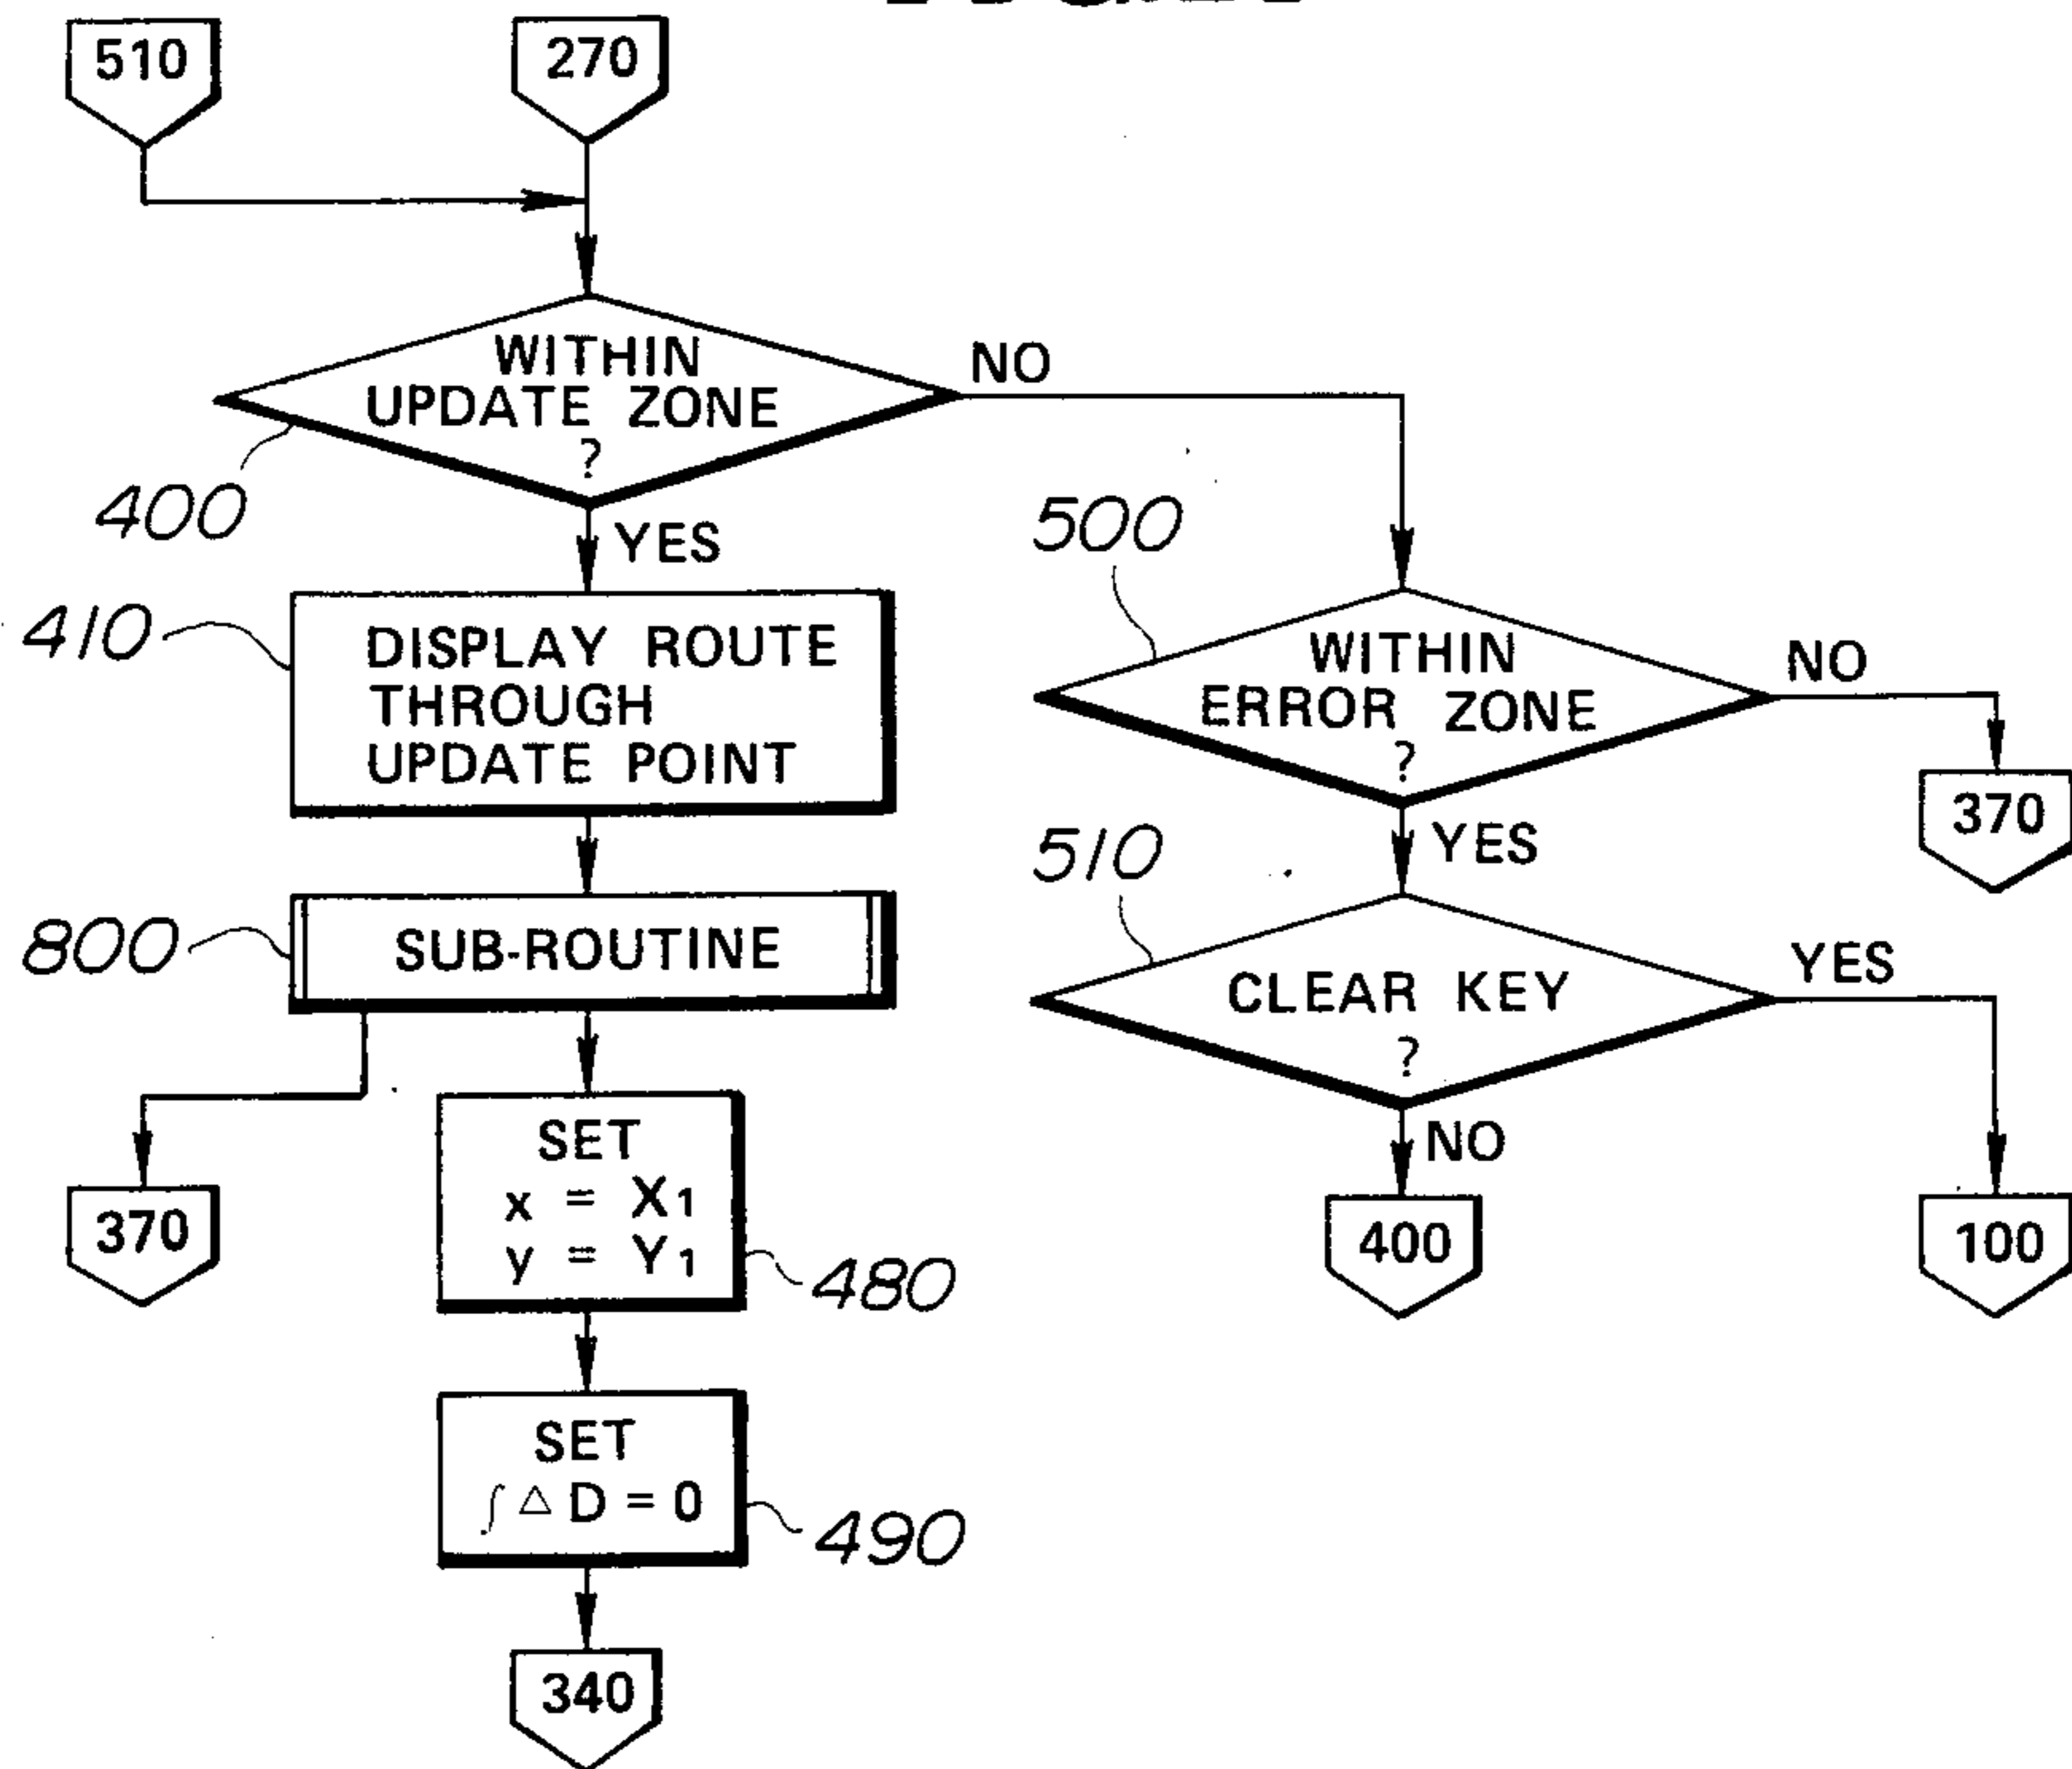 510
270
WITHIN
UPDATE ZONE
?
NO
400
YES
500
410
DISPLAY ROUTE
THROUGH
UPDATE POINT
WITHIN
ERROR ZONE
?
NO
370
YES
510
800
SUB-ROUTINE
CLEAR KEY
?
YES
NO
370
SET
x = X1
y = Y1
480
400
100
SET
∫ △ D = 0
490
340